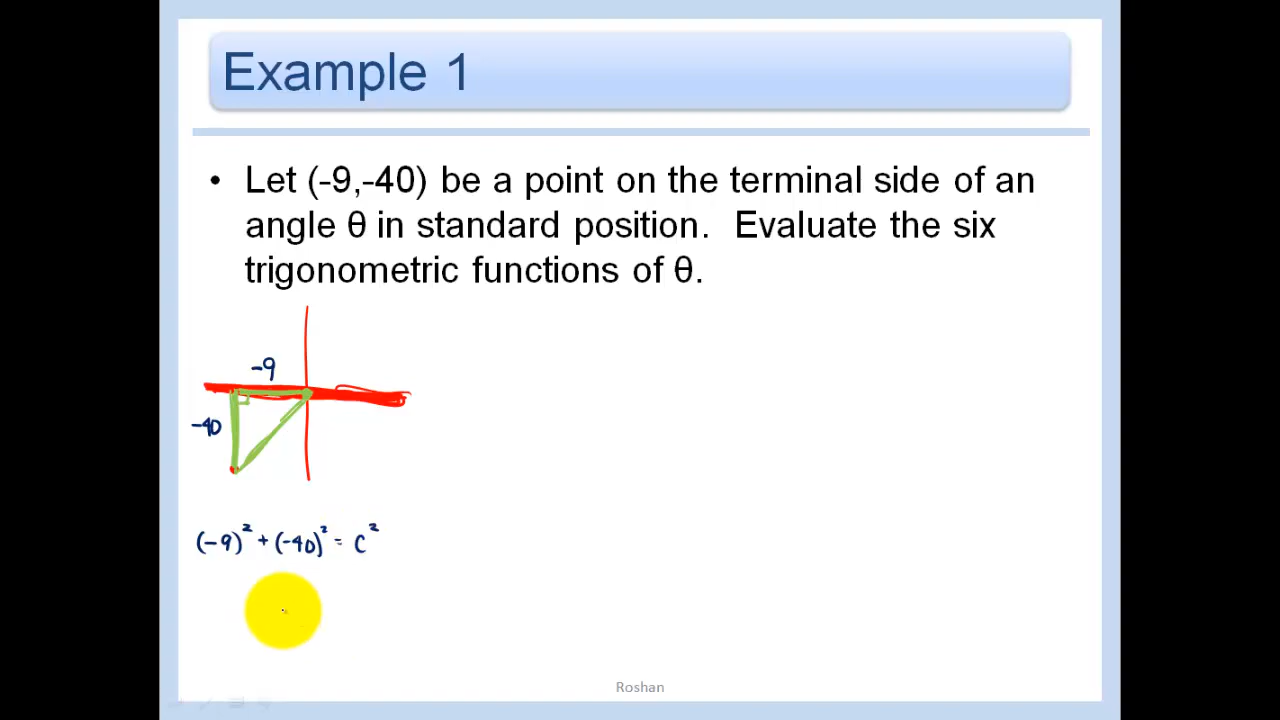 Example 1
• Let (-9,-40) be a point on the terminal side of an
angle θ in standard position. Evaluate the six
trigonometric functions of θ.
-9
-40
(-9)² + (-40)² = c²
Roshan